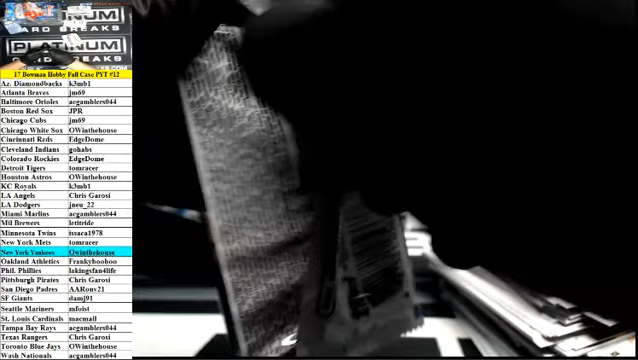 PLATINUM
CARD BREAKS
PLATINUM
17 Bowman Hobby Full Case PYT #12
Az. Diamondbacks k3mb1
Atlanta Braves jm69
Baltimore Orioles acgamblers044
Boston Red Sox JPR
Chicago Cubs jm69
Chicago White Sox OWinthehouse
Cincinnati Reds EdgeDome
Cleveland Indians gohabs
Colorado Rockies EdgeDome
Detroit Tigers tomracer
Houston Astros OWinthehouse
KC Royals k3mb1
LA Angels Chris Garosi
LA Dodgers jneu_22
Miami Marlins acgamblers044
Mil Brewers letitride
Minnesota Twins issaca1978
New York Mets tomracer
New York Yankees Owinthehouse
Oakland Athletics Frankybooboo
Phil. Phillies lakingsfan4life
Pittsburgh Pirates Chris Garosi
San Diego Padres AARonv21
SF Giants damj91
Seattle Mariners mfoist
St. Louis Cardinals macmail
Tampa Bay Rays acgamblers044
Texas Rangers Chris Garosi
Toronto Blue Jays OWinthehouse
Wash Nationals acgamblers044